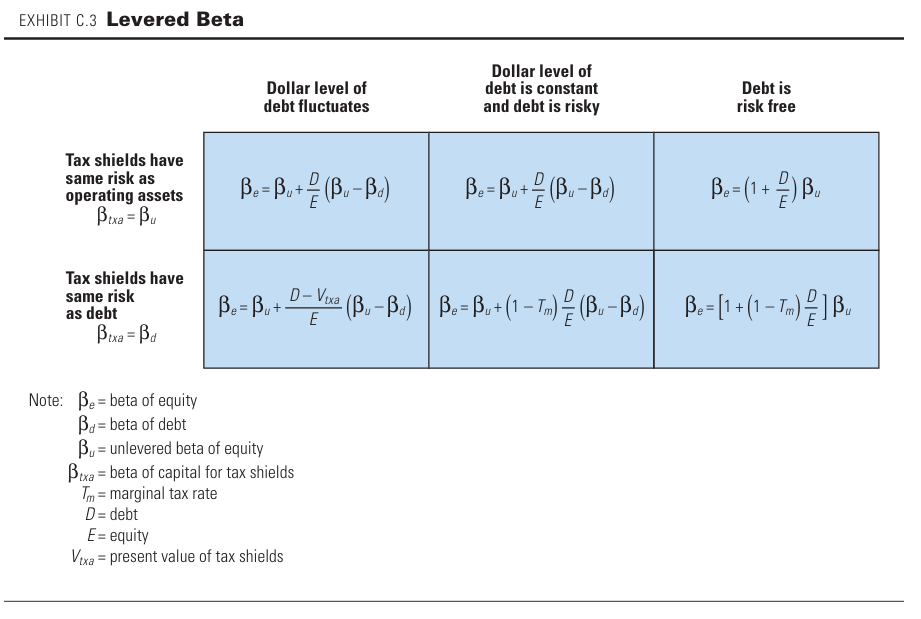 EXHIBIT C.3 Levered Beta
Dollar level of
debt fluctuates
Dollar level of
debt is constant
and debt is risky
Debt is
risk free
Tax shields have
same risk as
operating assets
β_txa = β_u
β_e = β_u + D/E (β_u – β_d)
β_e = β_u + D/E (β_u – β_d)
β_e = (1 + D/E) β_u
Tax shields have
same risk
as debt
β_txa = β_d
β_e = β_u + (D – V_txa)/E (β_u – β_d)
β_e = β_u + (1 – T_m) D/E (β_u – β_d)
β_e = [1 + (1 – T_m) D/E] β_u
Note: β_e = beta of equity
β_d = beta of debt
β_u = unlevered beta of equity
β_txa = beta of capital for tax shields
T_m = marginal tax rate
D = debt
E = equity
V_txa = present value of tax shields